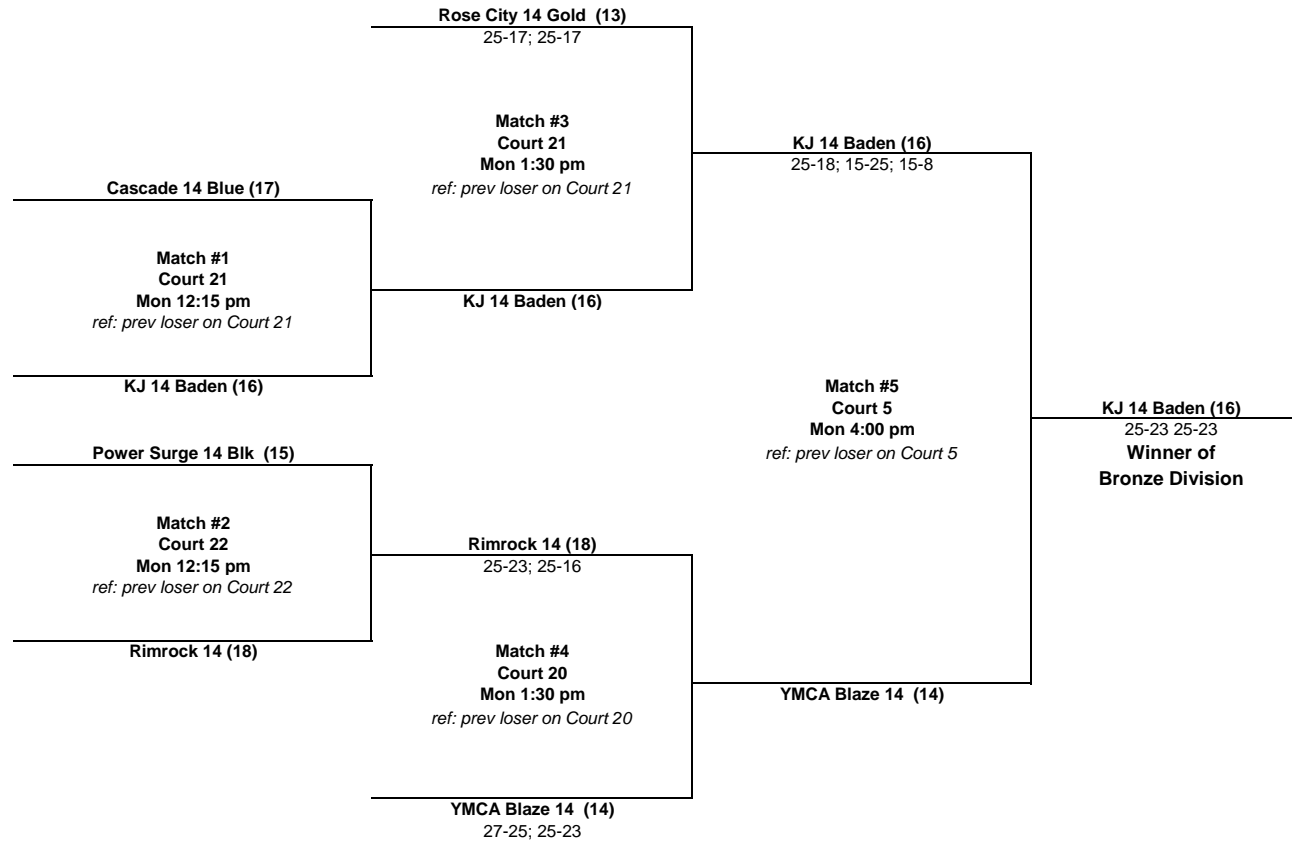 Rose City 14 Gold  (13)
25-17; 25-17
Match #3
Court 21
Mon 1:30 pm
ref: prev loser on Court 21
KJ 14 Baden (16)
25-18; 15-25; 15-8
Cascade 14 Blue (17)
Match #1
Court 21
Mon 12:15 pm
ref: prev loser on Court 21
KJ 14 Baden (16)
KJ 14 Baden (16)
Match #5
Court 5
Mon 4:00 pm
ref: prev loser on Court 5
KJ 14 Baden (16)
25-23 25-23
Winner of
Bronze Division
Power Surge 14 Blk  (15)
Match #2
Court 22
Mon 12:15 pm
ref: prev loser on Court 22
Rimrock 14 (18)
25-23; 25-16
Rimrock 14 (18)
Match #4
Court 20
Mon 1:30 pm
ref: prev loser on Court 20
YMCA Blaze 14  (14)
YMCA Blaze 14  (14)
27-25; 25-23